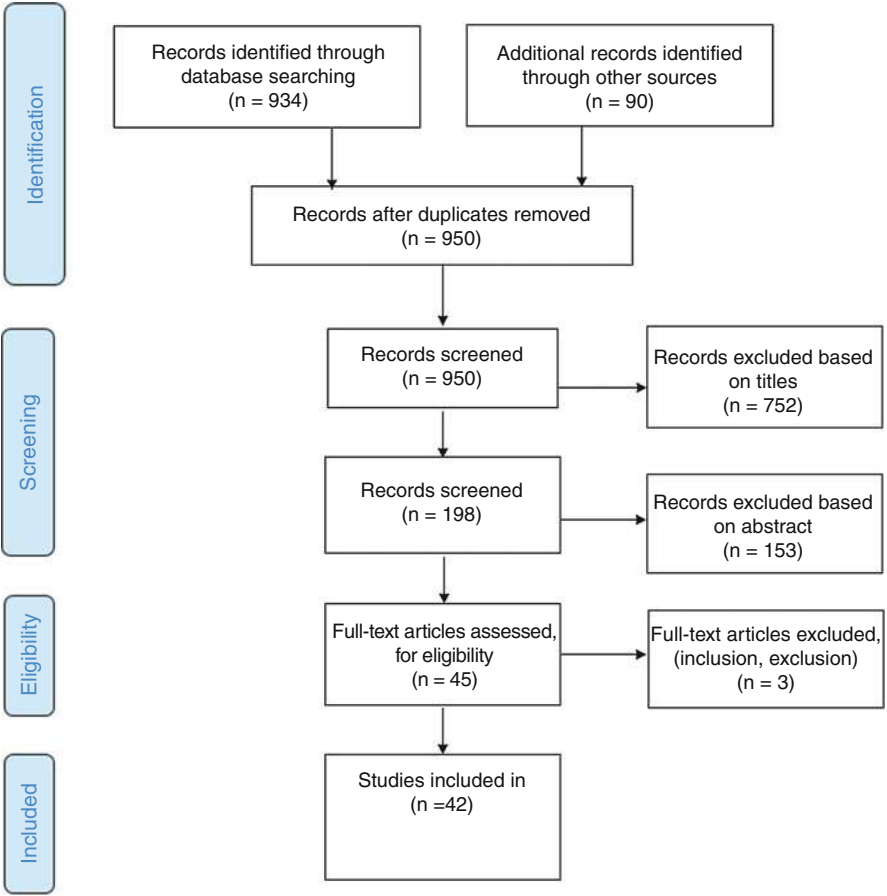 Identification
Records identified through
database searching
(n = 934)
Additional records identified
through other sources
(n = 90)
Records after duplicates removed
(n = 950)
Screening
Records screened
(n = 950)
Records excluded based
on titles
(n = 752)
Records screened
(n = 198)
Records excluded based
on abstract
(n = 153)
Eligibility
Full-text articles assessed,
for eligibility
(n = 45)
Full-text articles excluded,
(inclusion, exclusion)
(n = 3)
Included
Studies included in
(n =42)